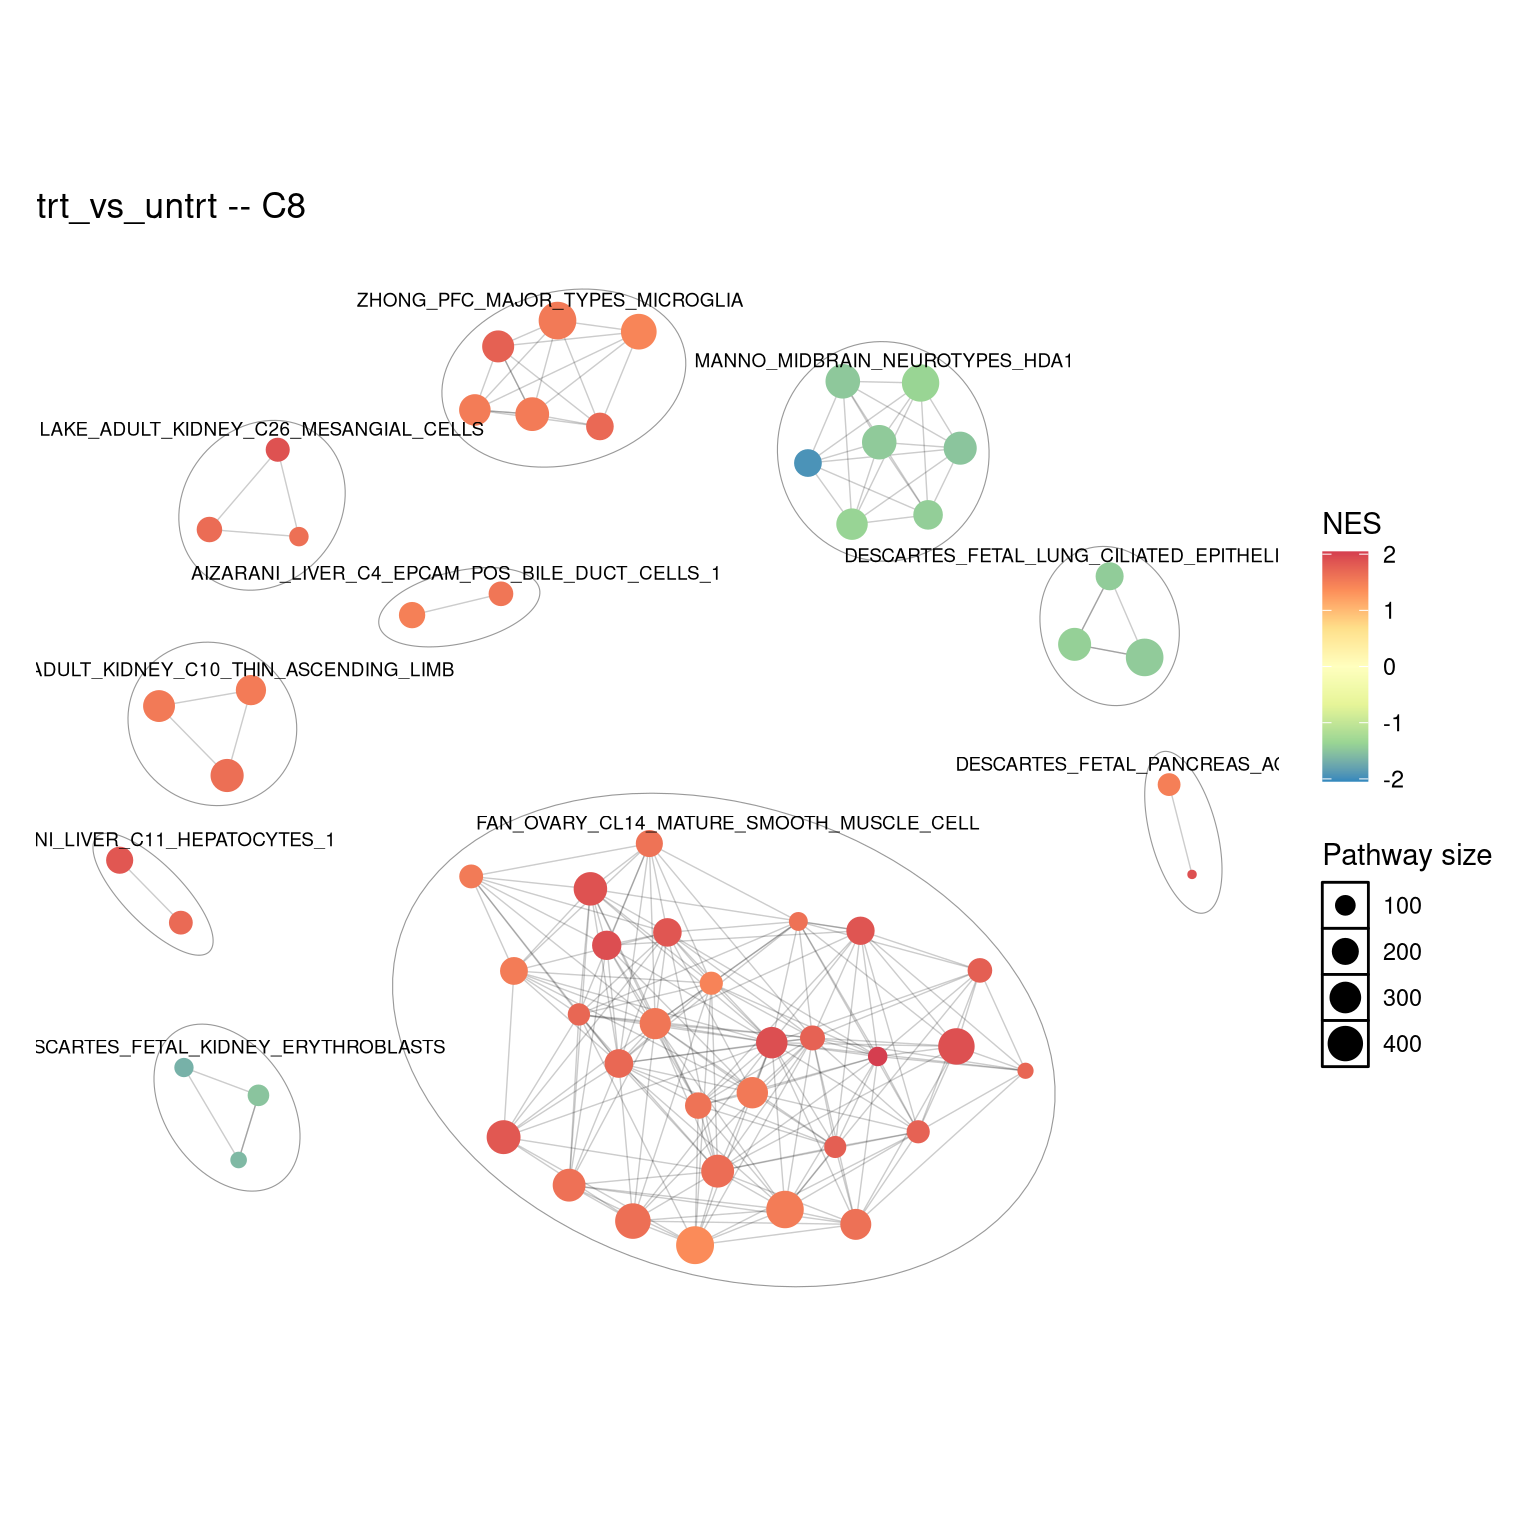 trt_vs_untrt -- C8
ZHONG_PFC_MAJOR_TYPES_MICROGLIA
MANNO_MIDBRAIN_NEUROTYPES_HDA1
LAKE_ADULT_KIDNEY_C26_MESANGIAL_CELLS
DESCARTES_FETAL_LUNG_CILIATED_EPITHELI
AIZARANI_LIVER_C4_EPCAM_POS_BILE_DUCT_CELLS_1
ADULT_KIDNEY_C10_THIN_ASCENDING_LIMB
DESCARTES_FETAL_PANCREAS_AC
FAN_OVARY_CL14_MATURE_SMOOTH_MUSCLE_CELL
NI_LIVER_C11_HEPATOCYTES_1
SCARTES_FETAL_KIDNEY_ERYTHROBLASTS
NES
2
1
0
-1
-2
Pathway size
100
200
300
400